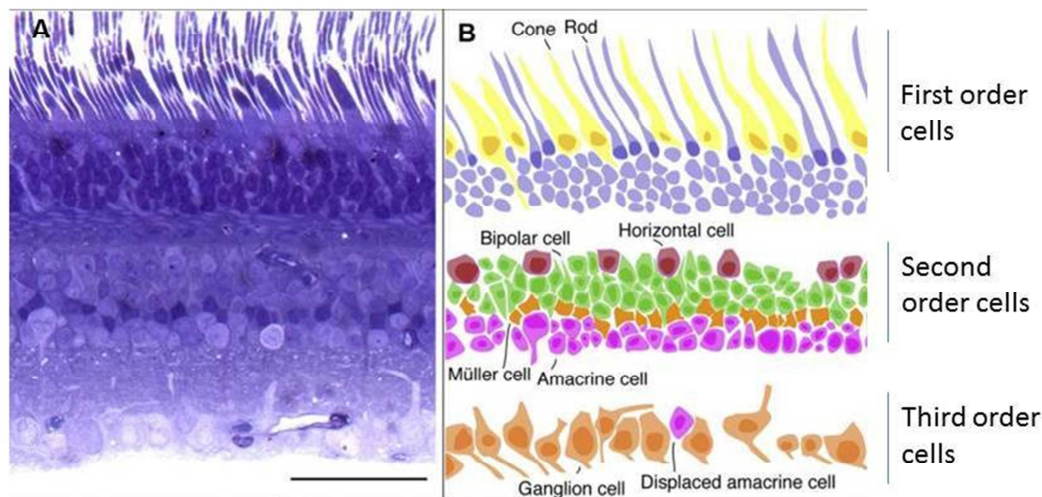 A
B
Cone Rod
First order
cells
Bipolar cell
Horizontal cell
Second
order cells
Müller cell
Amacrine cell
Third order
cells
Ganglion cell
Displaced amacrine cell